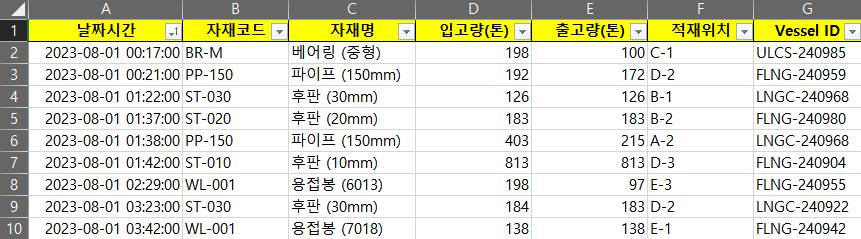 A B C D E F G
1 날짜시간 자재코드 자재명 입고량(톤) 출고량(톤) 적재위치 Vessel ID
2 2023-08-01 00:17:00 BR-M 베어링 (중형) 198 100 C-1 ULCS-240985
3 2023-08-01 00:21:00 PP-150 파이프 (150mm) 192 172 D-2 FLNG-240959
4 2023-08-01 01:22:00 ST-030 후판 (30mm) 126 126 B-1 LNGC-240968
5 2023-08-01 01:37:00 ST-020 후판 (20mm) 183 183 B-2 FLNG-240980
6 2023-08-01 01:38:00 PP-150 파이프 (150mm) 403 215 A-2 LNGC-240968
7 2023-08-01 01:42:00 ST-010 후판 (10mm) 813 813 D-3 FLNG-240904
8 2023-08-01 02:29:00 WL-001 용접봉 (6013) 198 97 E-3 FLNG-240955
9 2023-08-01 03:23:00 ST-030 후판 (30mm) 184 183 D-2 LNGC-240922
10 2023-08-01 03:42:00 WL-001 용접봉 (7018) 138 138 E-1 FLNG-240942